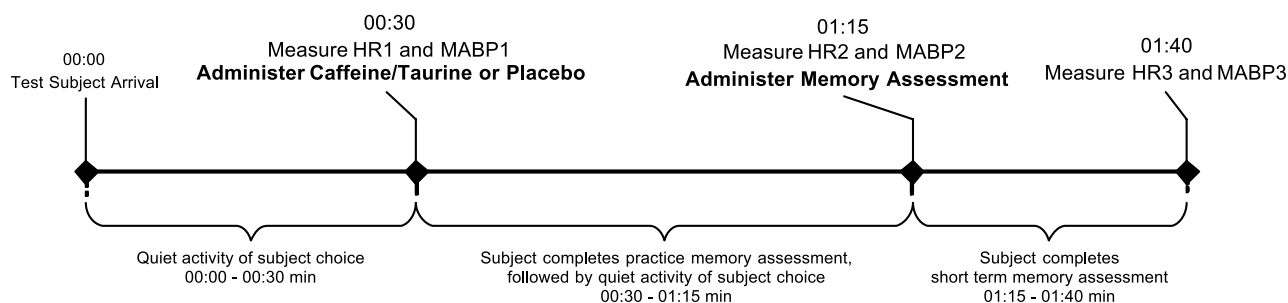 00:00
Test Subject Arrival
00:30
Measure HR1 and MABP1
Administer Caffeine/Taurine or Placebo
01:15
Measure HR2 and MABP2
Administer Memory Assessment
01:40
Measure HR3 and MABP3
Quiet activity of subject choice
00:00 - 00:30 min
Subject completes practice memory assessment,
followed by quiet activity of subject choice
00:30 - 01:15 min
Subject completes
short term memory assessment
01:15 - 01:40 min